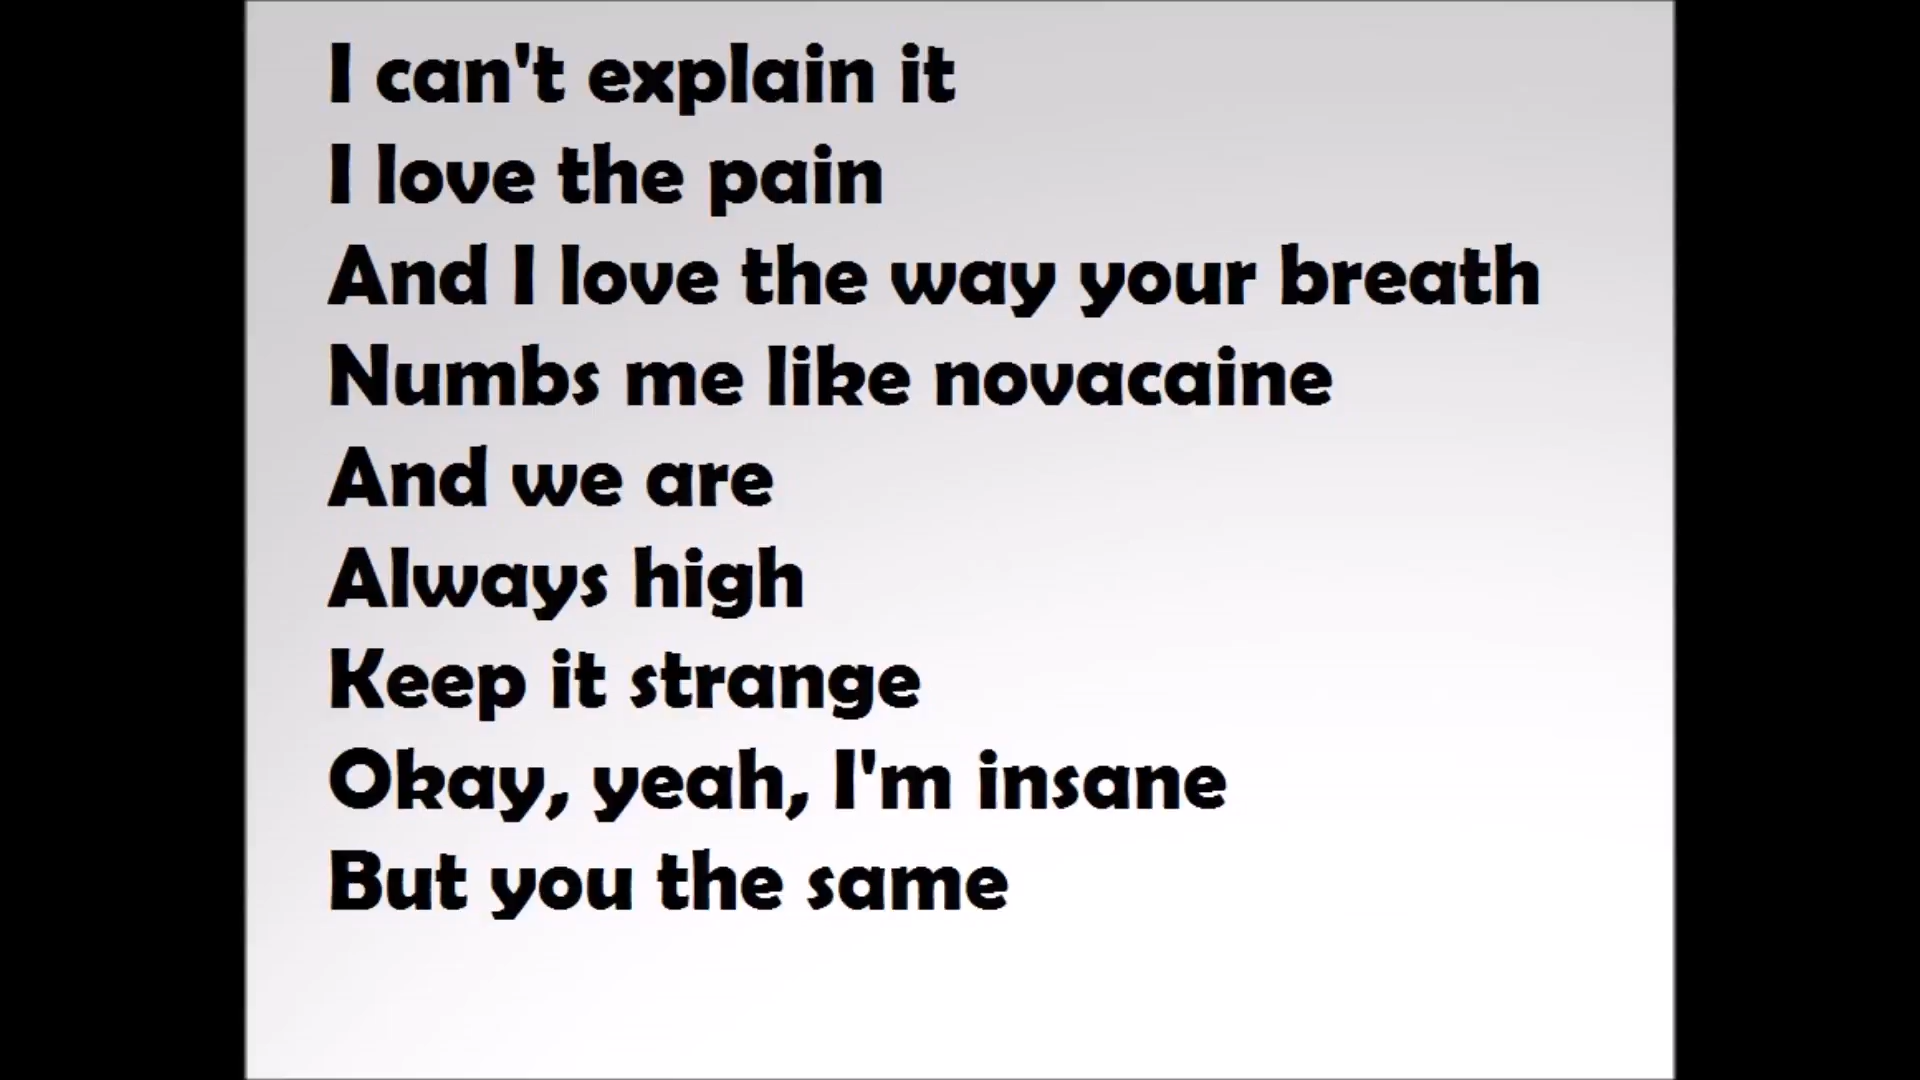 I can't explain it
I love the pain
And I love the way your breath
Numbs me like novacaine
And we are
Always high
Keep it strange
Okay, yeah, I'm insane
But you the same